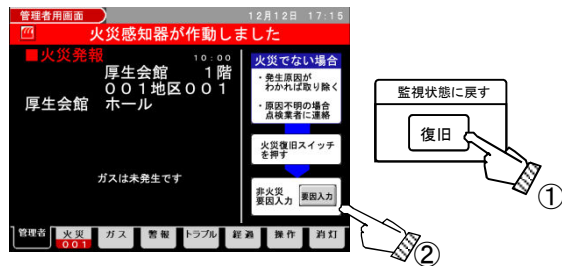 管理者用画面
12月12日 17:15
火災感知器が作動しました
■火災発報
10:00
厚生会館 1階
001地区001
厚生会館 ホール
ガスは未発生です
火災でない場合
・発生原因が
わかれば取り除く
・原因不明の場合
点検業者に連絡
火災復旧スイッチ
を押す
非火災
要因入力
要因入力
管理者
火災
001
ガス
警報
トラブル
経過
操作
消灯
監視状態に戻す
復旧
①
②